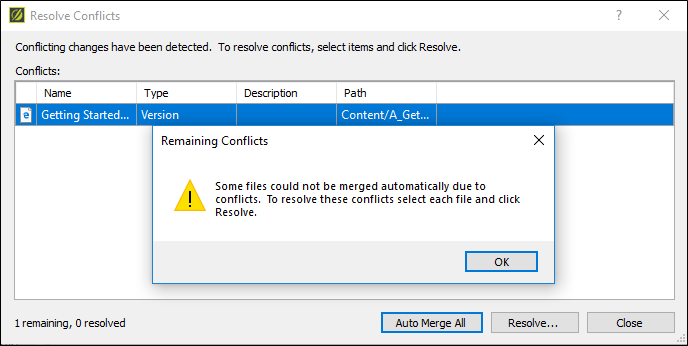 Resolve Conflicts
Conflicting changes have been detected.  To resolve conflicts, select items and click Resolve.
Conflicts:
Name Type Description Path
Getting Started... Version Content/A_Get...
Remaining Conflicts
Some files could not be merged automatically due to
conflicts.  To resolve these conflicts select each file and click
Resolve.
OK
1 remaining, 0 resolved
Auto Merge All Resolve... Close